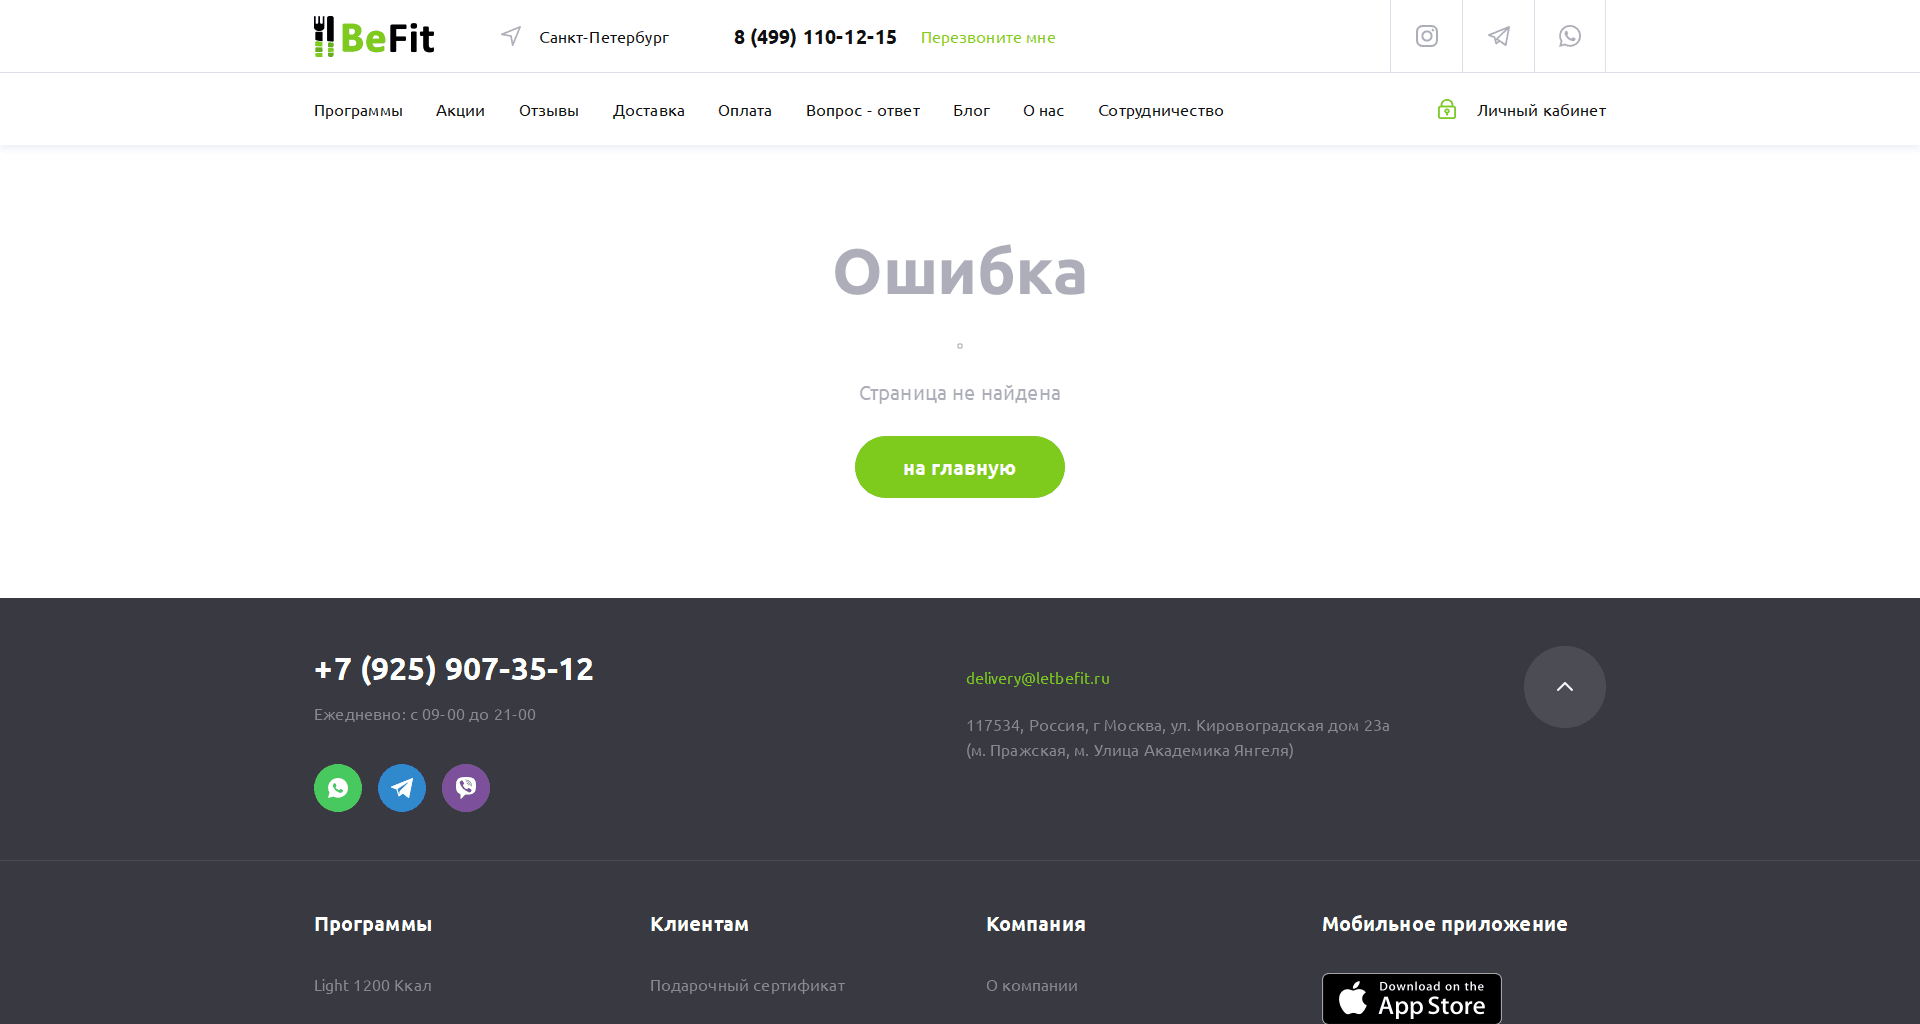 BeFit
Санкт-Петербург
8 (499) 110-12-15
Перезвоните мне
Программы
Акции
Отзывы
Доставка
Оплата
Вопрос - ответ
Блог
О нас
Сотрудничество
Личный кабинет
Ошибка
Страница не найдена
на главную
+7 (925) 907-35-12
Ежедневно: с 09-00 до 21-00
delivery@letbefit.ru
117534, Россия, г Москва, ул. Кировоградская дом 23а
(м. Пражская, м. Улица Академика Янгеля)
Программы
Клиентам
Компания
Мобильное приложение
Light 1200 Ккал
Подарочный сертификат
О компании
Download on the
App Store